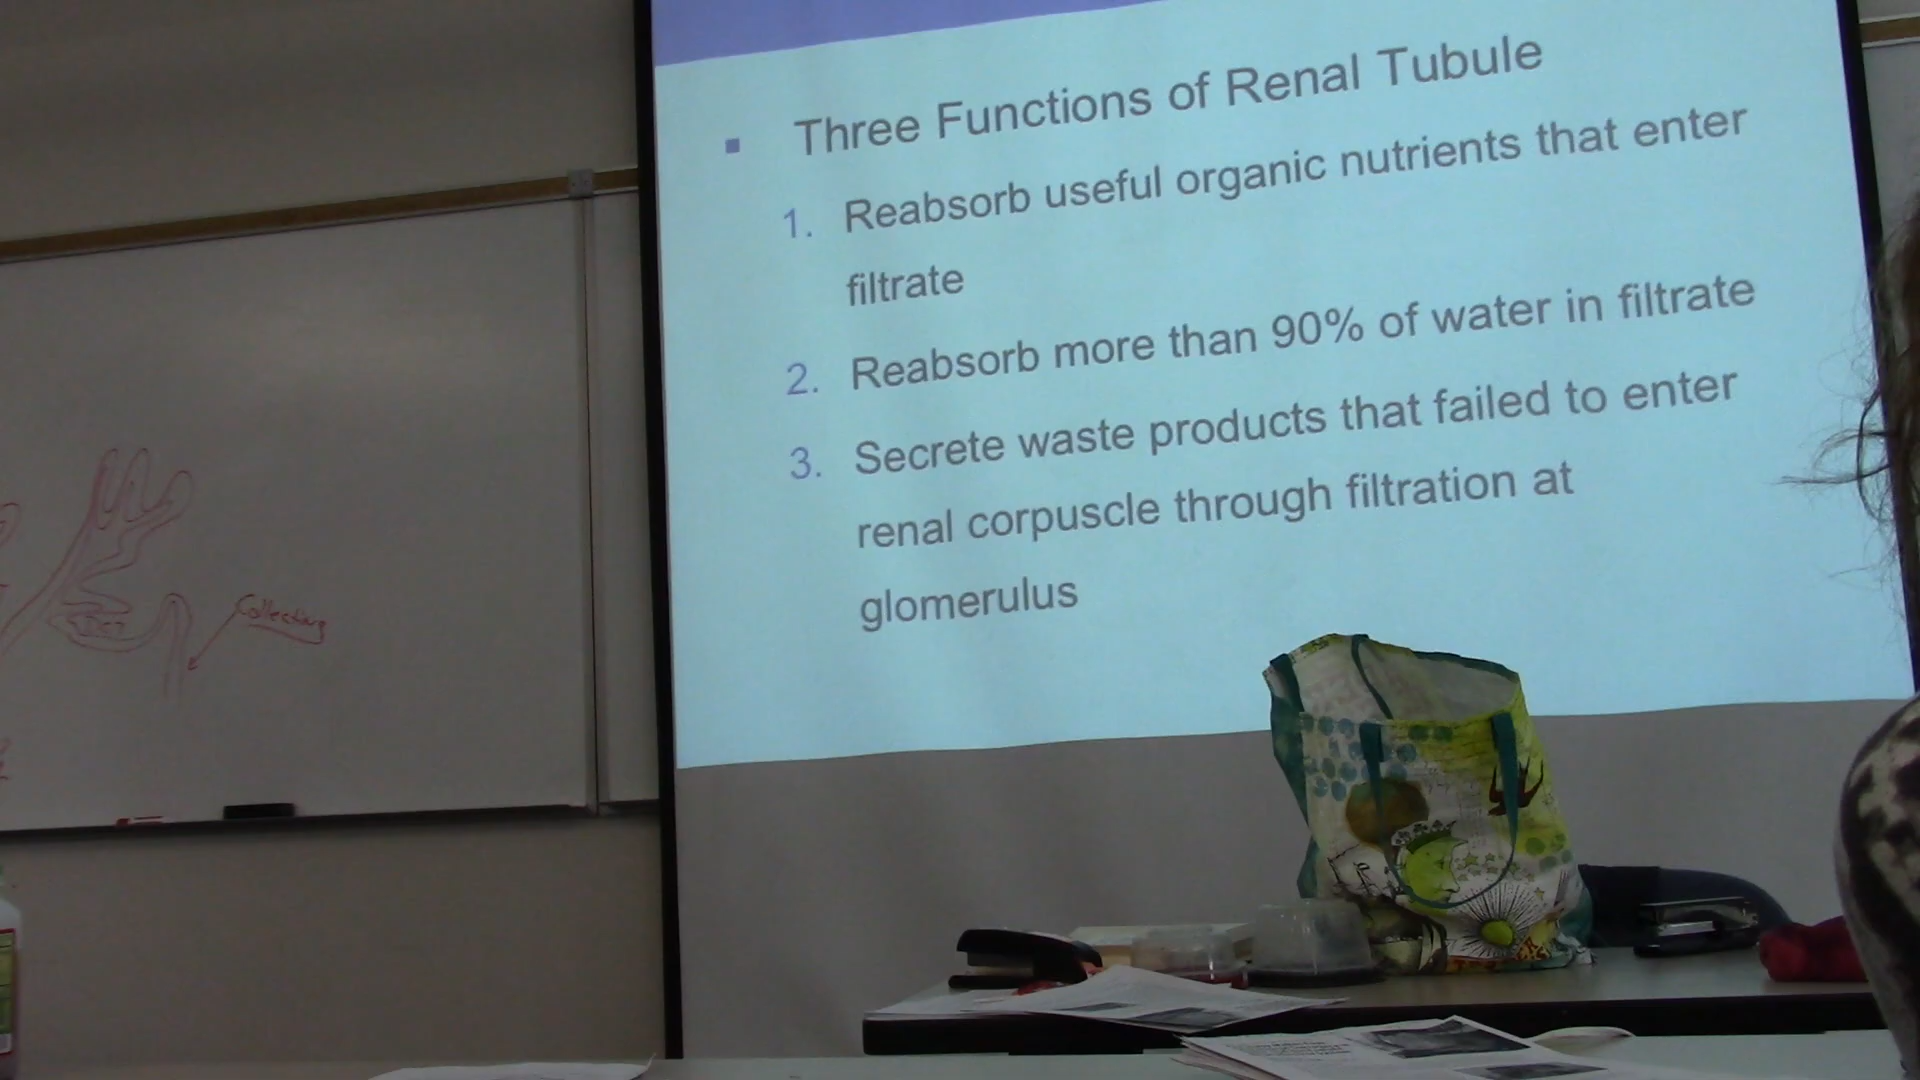 Three Functions of Renal Tubule
1. Reabsorb useful organic nutrients that enter
filtrate
2. Reabsorb more than 90% of water in filtrate
3. Secrete waste products that failed to enter
renal corpuscle through filtration at
glomerulus
Collecting